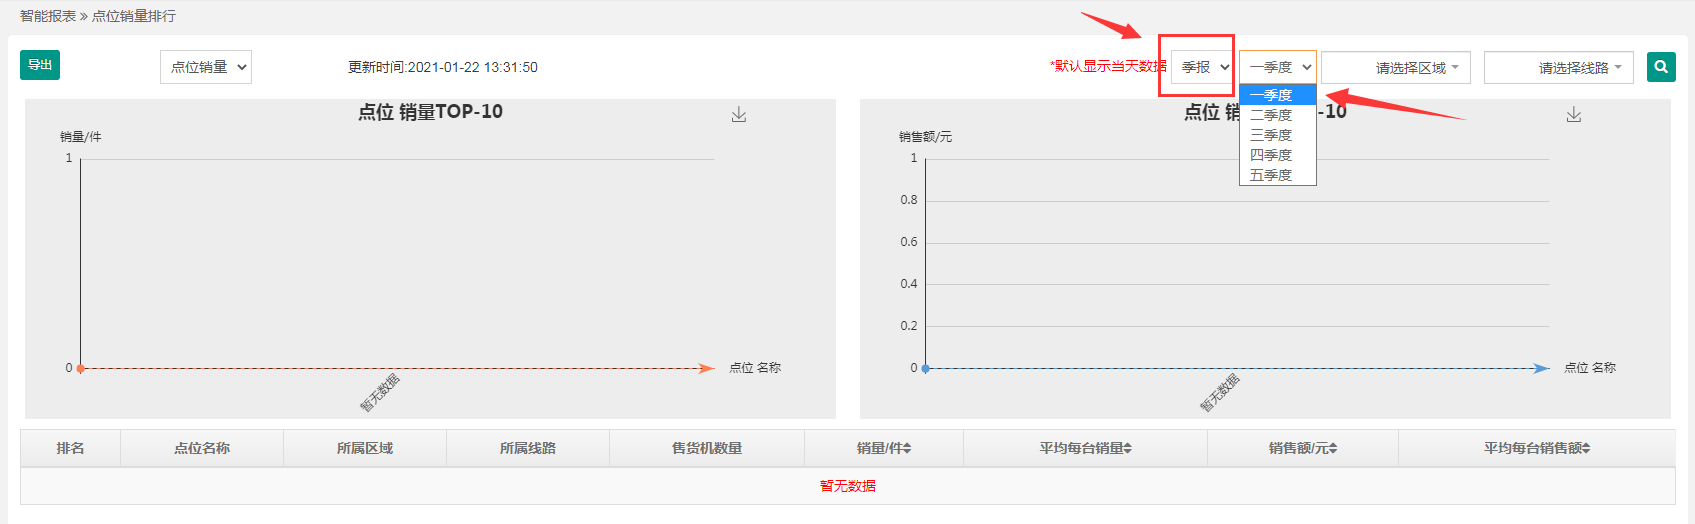 智能报表 » 点位销量排行
导出
点位销量
更新时间:2021-01-22 13:31:50
*默认显示当天数据
季报
一季度
请选择区域
请选择线路
一季度
二季度
三季度
四季度
五季度
点位 销量TOP-10
销量/件
1
0
暂无数据
点位 名称
点位 销
-10
销售额/元
1
0.8
0.6
0.4
0.2
0
暂无数据
点位 名称
排名 点位名称 所属区域 所属线路 售货机数量 销量/件 平均每台销量 销售额/元 平均每台销售额
暂无数据